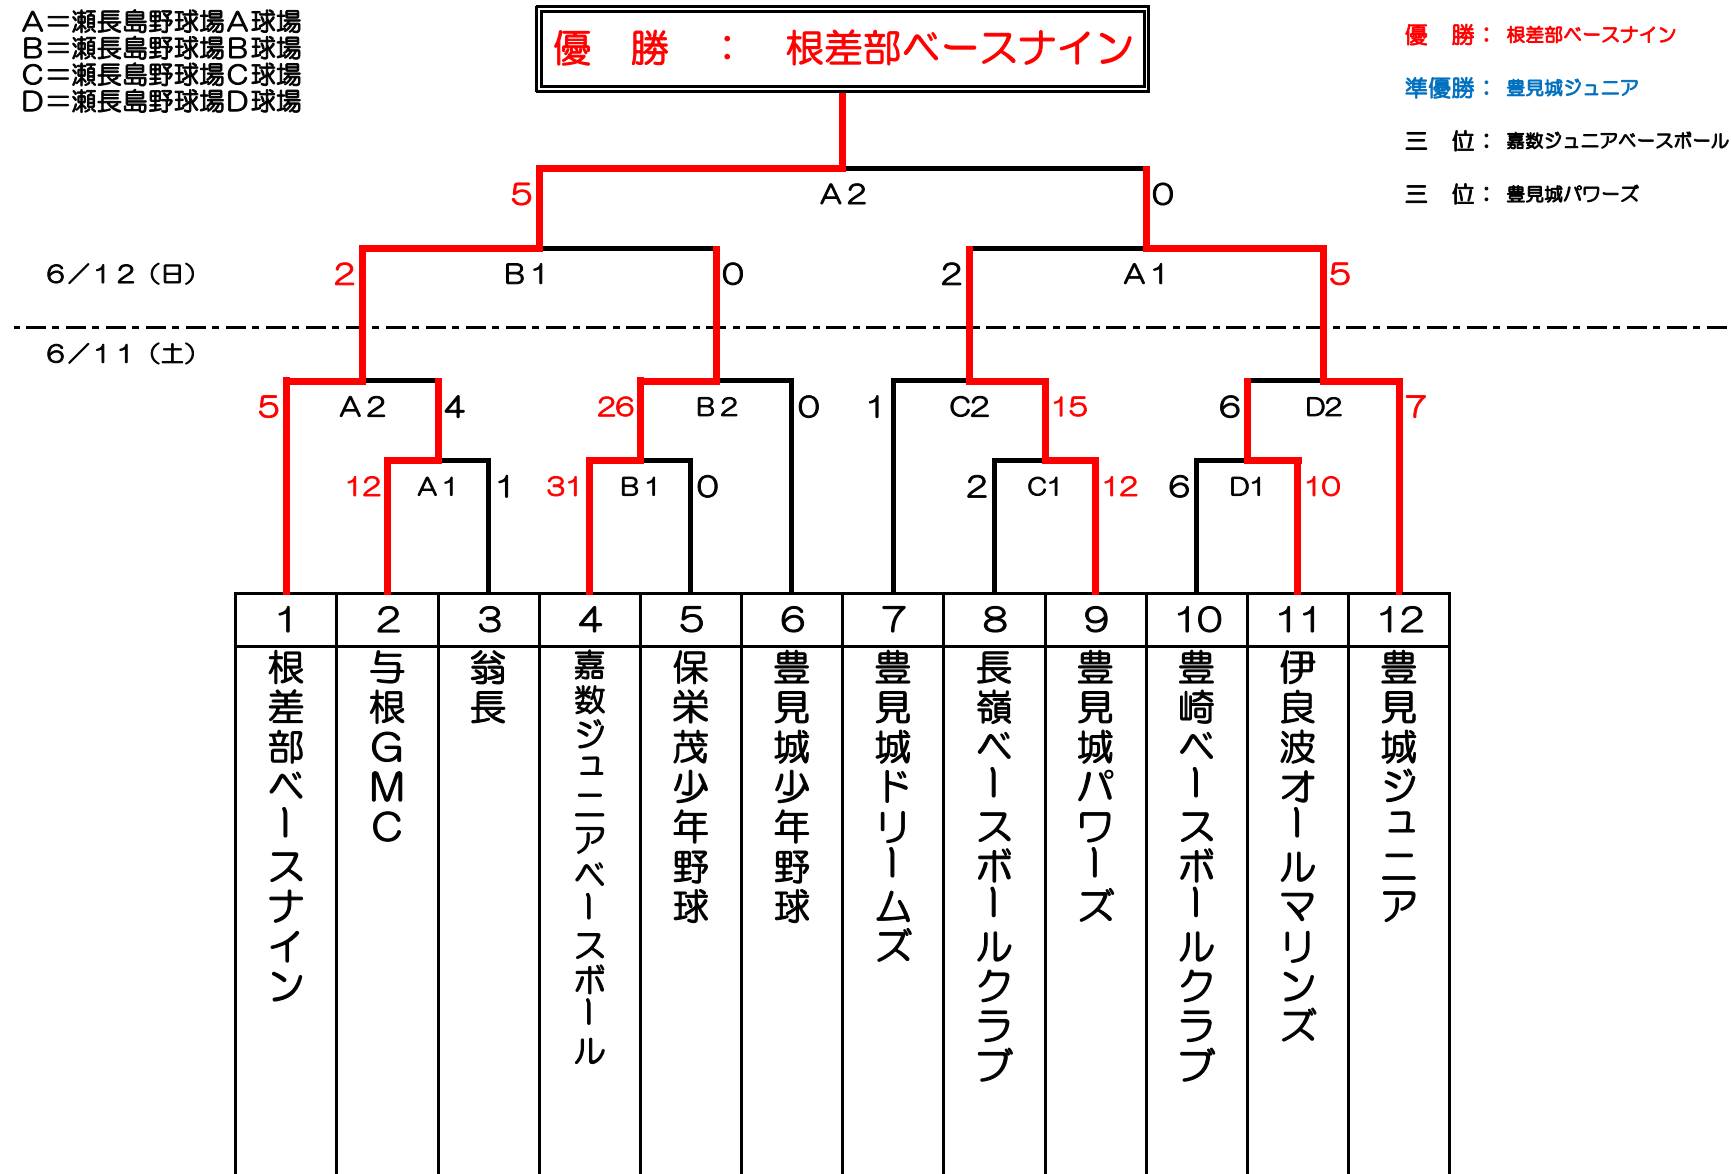 A＝瀬長島野球場A球場
B＝瀬長島野球場B球場
C＝瀬長島野球場C球場
D＝瀬長島野球場D球場
優　勝　：　根差部ベースナイン
優　勝： 根差部ベースナイン
準優勝： 豊見城ジュニア
三　位： 嘉数ジュニアベースボール
三　位： 豊見城パワーズ
5 A2 0
6／12（日） 2 B1 0 2 A1 5
6／11（土）
5 A2 4 26 B2 0 1 C2 15 6 D2 7
12 A1 1 31 B1 0 2 C1 12 6 D1 10
1 2 3 4 5 6 7 8 9 10 11 12
根差部ベースナイン
与根GMC
翁長
嘉数ジュニアベースボール
保栄茂少年野球
豊見城少年野球
豊見城ドリームズ
長嶺ベースボールクラブ
豊見城パワーズ
豊崎ベースボールクラブ
伊良波オールマリンズ
豊見城ジュニア